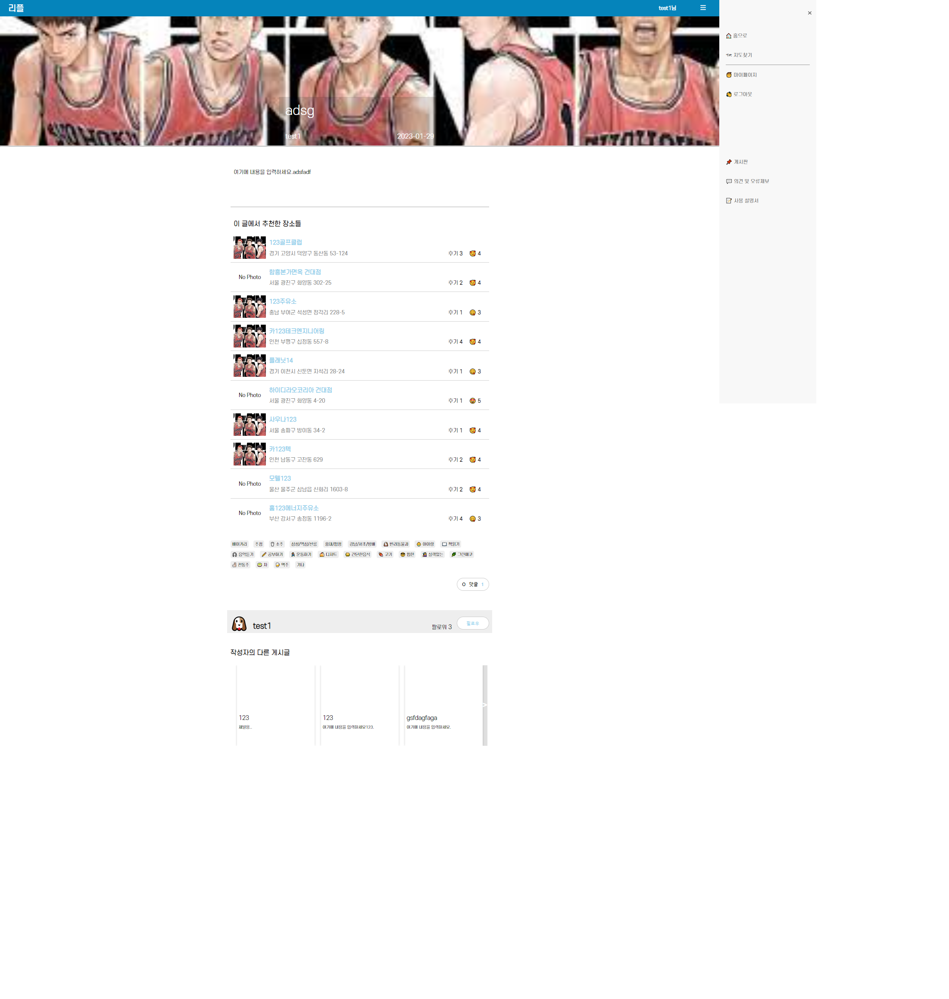 리플
test1님
☰
×
홈으로
지도찾기
마이페이지
로그아웃
게시판
의견 및 오류제보
사용 설명서
SHOHOKU
adsg
test1 2023-01-29
여기에 내용을 입력하세요.adsfadf
이 글에서 추천한 장소들
123골프클럽
경기 고양시 덕양구 동산동 53-124 후기 3 4
No Photo
함흥본가면옥 건대점
서울 광진구 화양동 302-25 후기 2 4
123주유소
충남 부여군 석성면 정각리 228-5 후기 1 3
카123테크엔지니어링
인천 부평구 십정동 557-8 후기 4 4
플래닛14
경기 이천시 신둔면 지석리 28-24 후기 1 3
No Photo
하이디라오코리아 건대점
서울 광진구 화양동 4-20 후기 1 5
사우나123
서울 송파구 방이동 34-2 후기 1 4
카123텍
인천 남동구 고잔동 629 후기 2 4
No Photo
모텔123
울산 울주군 삼남읍 신화리 1603-8 후기 2 4
No Photo
홈123에너지주유소
부산 강서구 송정동 1196-2 후기 4 3
베이커리 주점 소주 삼성/역삼/선릉 홍대/합정 강남/서초/방배 반려동물과 아이랑 책읽기
음악듣기 공부하기 운동하기 디저트 간단한음식 고기 힙한 실력있는 그린에코
전통주 차 맥주 기타
O 댓글 1
test1 팔로워 3 팔로우
작성자의 다른 게시글
123
재발용..
123
여기에 내용을 입력하세요123.
gsfdagfaga
여기에 내용을 입력하세요.
>